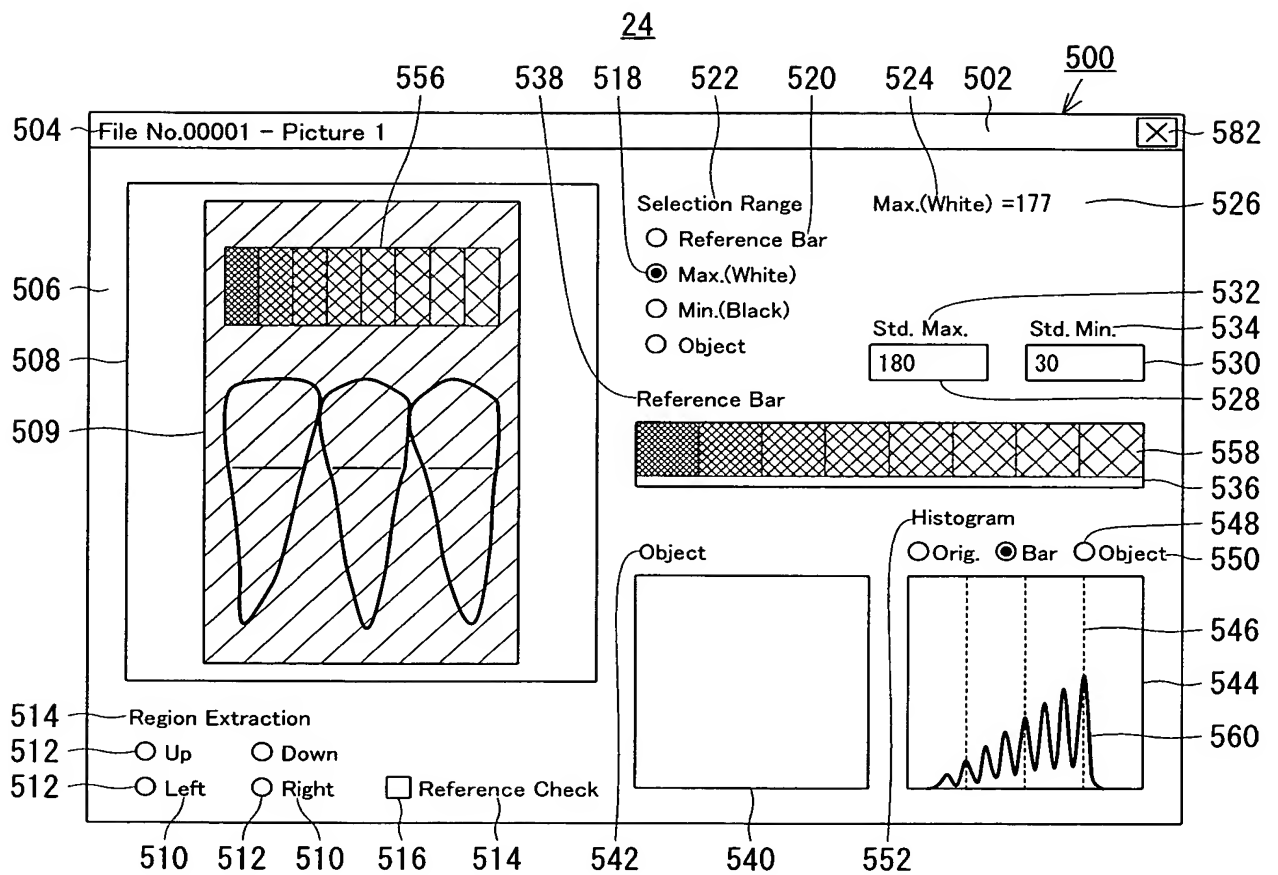 24
556 538 518 522 520 524 502 500
504 File No.00001 - Picture 1 582
Selection Range Max.(White) =177 526
Reference Bar
506 Max.(White)
Min.(Black) 532
Std. Max. Std. Min. 534
508 Object 180 30 530
528
Reference Bar
509
558
536
Histogram 548
Object Orig. Bar Object 550
546
544
514 Region Extraction
512 Up Down 560
512 Left Right Reference Check
510 512 510 516 514 542 540 552